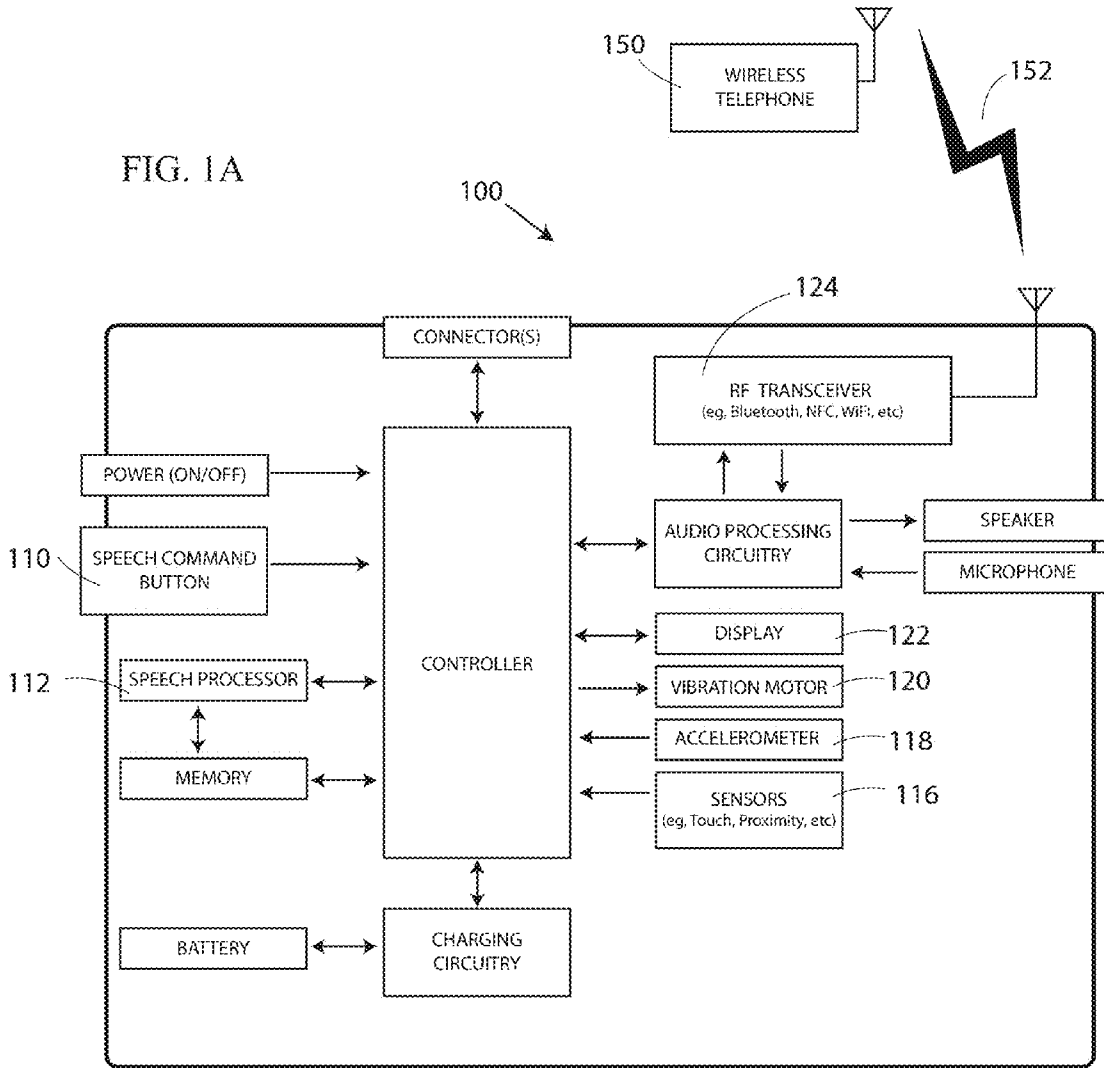 150
WIRELESS
TELEPHONE
152
FIG. 1A
100
124
CONNECTOR(S)
RF TRANSCEIVER
(eg, Bluetooth, NFC, WiFi, etc)
POWER (ON/OFF)
110
SPEECH COMMAND
BUTTON
AUDIO PROCESSING
CIRCUITRY
SPEAKER
MICROPHONE
CONTROLLER
DISPLAY
122
112
SPEECH PROCESSOR
VIBRATION MOTOR
120
ACCELEROMETER
118
MEMORY
SENSORS
(eg, Touch, Proximity, etc)
116
BATTERY
CHARGING
CIRCUITRY